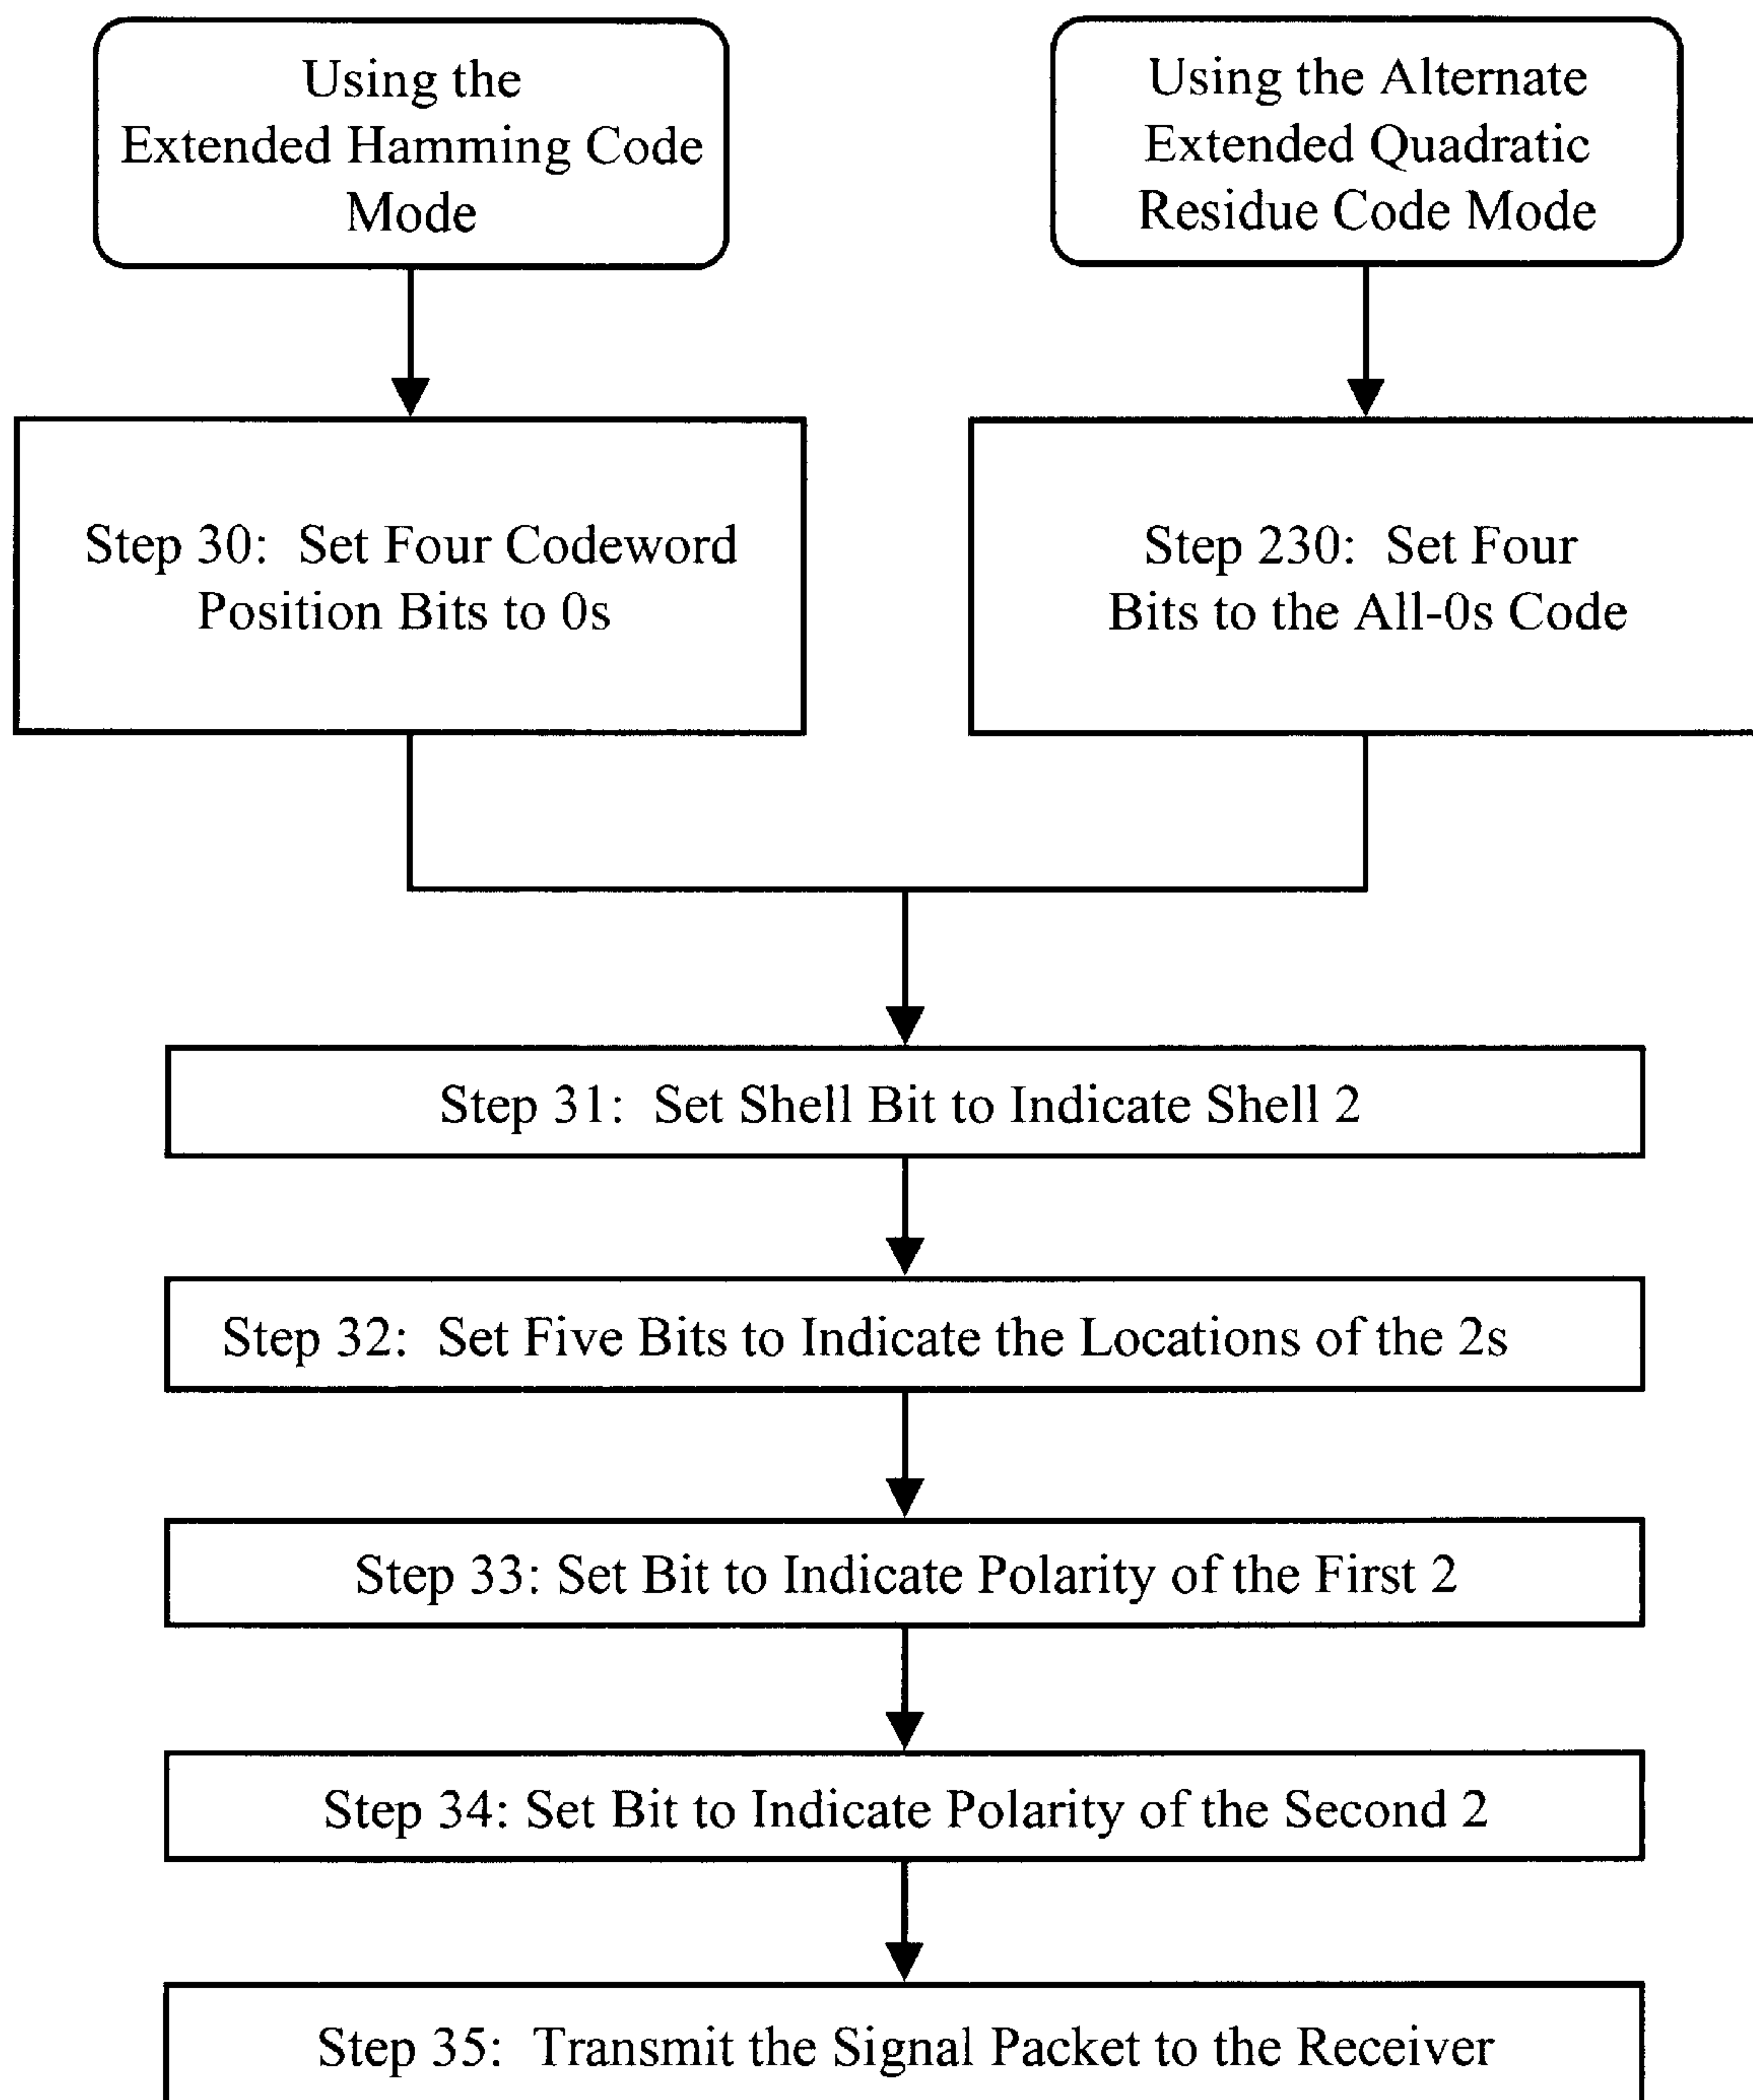 Using the
Extended Hamming Code
Mode
Using the Alternate
Extended Quadratic
Residue Code Mode
Step 30: Set Four Codeword
Position Bits to 0s
Step 230: Set Four
Bits to the All-0s Code
Step 31: Set Shell Bit to Indicate Shell 2
Step 32: Set Five Bits to Indicate the Locations of the 2s
Step 33: Set Bit to Indicate Polarity of the First 2
Step 34: Set Bit to Indicate Polarity of the Second 2
Step 35: Transmit the Signal Packet to the Receiver